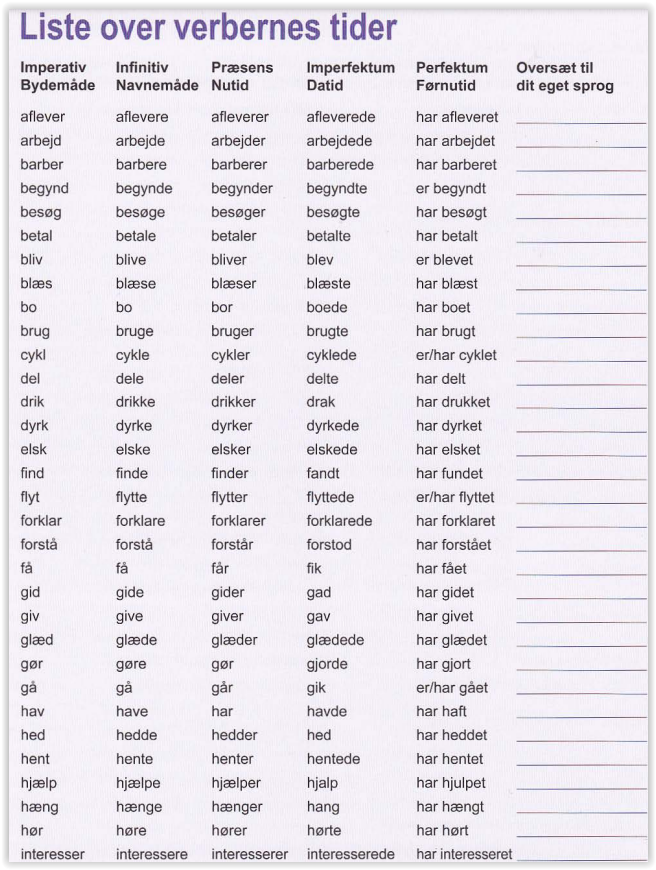 Liste over verbernes tider
Imperativ Infinitiv Præsens Imperfektum Perfektum Oversæt til
Bydemåde Navnemåde Nutid Datid Førnutid dit eget sprog
aflever aflevere afleverer afleverede har afleveret
arbejd arbejde arbejder arbejdede har arbejdet
barber barbere barberer barberede har barberet
begynd begynde begynder begyndte er begyndt
besøg besøge besøger besøgte har besøgt
betal betale betaler betalte har betalt
bliv blive bliver blev er blevet
blæs blæse blæser blæste har blæst
bo bo bor boede har boet
brug bruge bruger brugte har brugt
cykl cykle cykler cyklede er/har cyklet
del dele deler delte har delt
drik drikke drikker drak har drukket
dyrk dyrke dyrker dyrkede har dyrket
elsk elske elsker elskede har elsket
find finde finder fandt har fundet
flyt flytte flytter flyttede er/har flyttet
forklar forklare forklarer forklarede har forklaret
forstå forstå forstår forstod har forstået
få få får fik har fået
gid gide gider gad har gidet
giv give giver gav har givet
glæd glæde glæder glædede har glædet
gør gøre gør gjorde har gjort
gå gå går gik er/har gået
hav have har havde har haft
hed hedde hedder hed har heddet
hent hente henter hentede har hentet
hjælp hjælpe hjælper hjalp har hjulpet
hæng hænge hænger hang har hængt
hør høre hører hørte har hørt
interesser interessere interesserer interesserede har interesseret